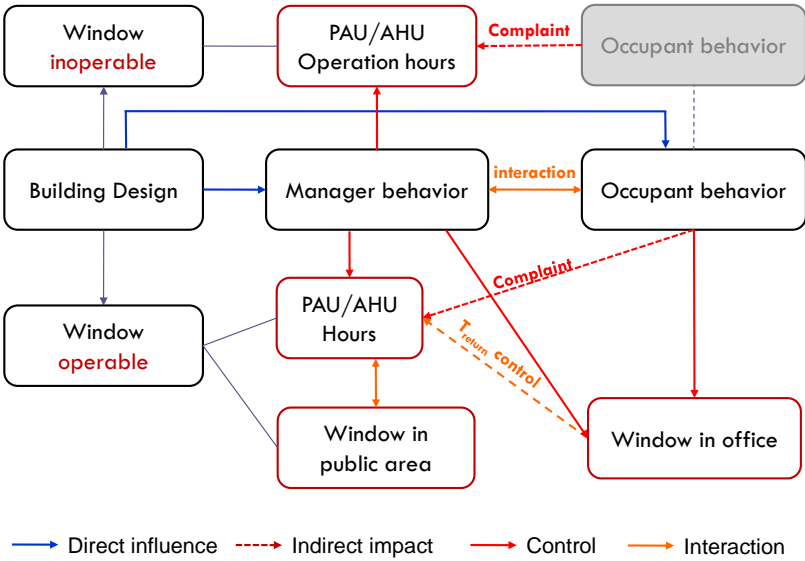 Window
inoperable
PAU/AHU
Operation hours
Complaint
Occupant behavior
Building Design
Manager behavior
interaction
Occupant behavior
Complaint
PAU/AHU
Hours
Window
operable
Treturn control
Window in
public area
Window in office
Direct influence
Indirect impact
Control
Interaction